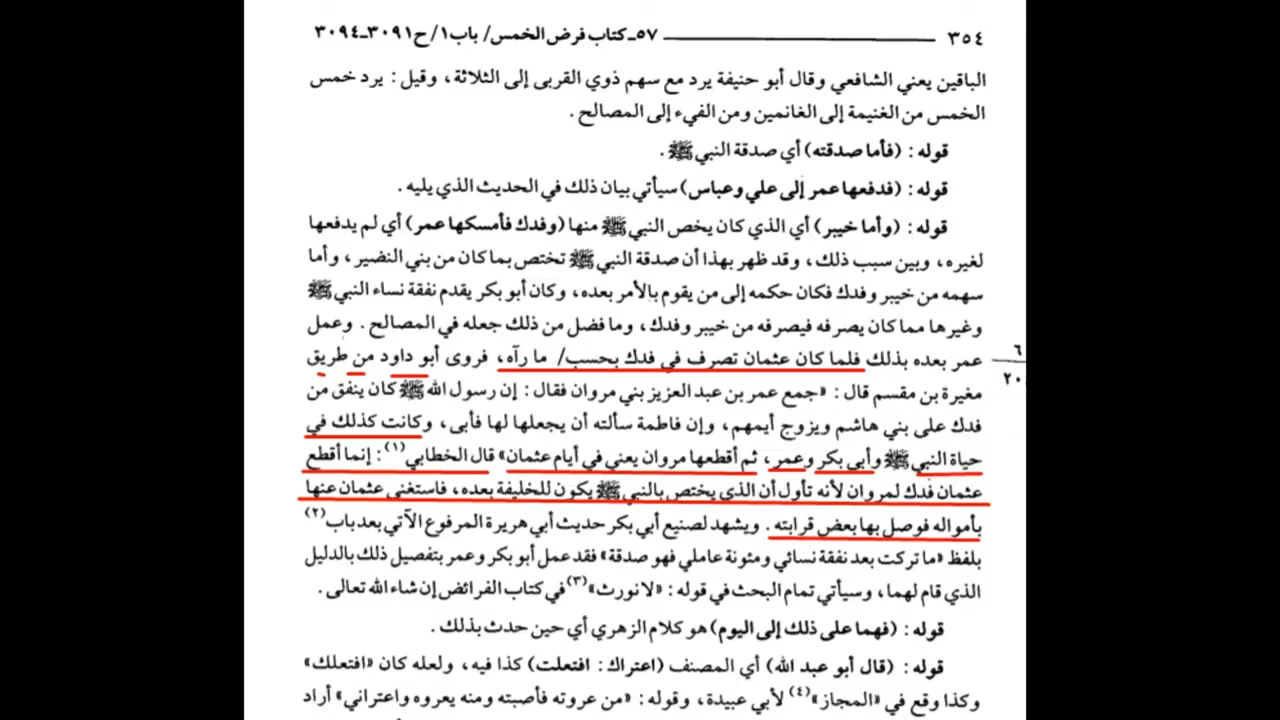 ٣٥٤ ٥٧ـ كتاب فرض الخمس/ باب١/ ح٣٠٩١ـ٣٠٩٤
الباقين يعني الشافعي وقال أبو حنيفة يرد مع سهم ذوي القربى إلى الثلاثة، وقيل: يرد خمس
الخمس من الغنيمة إلى الغانمين ومن الفيء إلى المصالح.
قوله: (فأما صدقته) أي صدقة النبي ﷺ.
قوله: (فدفعها عمر إلى علي وعباس) سيأتي بيان ذلك في الحديث الذي يليه.
قوله: (وأما خيبر) أي الذي كان يخص النبي ﷺ منها (وفدك فأمسكها عمر) أي لم يدفعها
لغيره، وبين سبب ذلك، وقد ظهر بهذا أن صدقة النبي ﷺ تختص بما كان من بني النضير، وأما
سهمه من خيبر وفدك فكان حكمه إلى من يقوم بالأمر بعده، وكان أبو بكر يقدم نفقة نساء النبي ﷺ
وغيرها مما كان يصرفه فيصرفه من خيبر وفدك، وما فضل من ذلك جعله في المصالح. وعمل
عمر بعده بذلك فلما كان عثمان تصرف في فدك بحسب/ ما رآه، فروى أبو داود من طريق
٦
٢٠
مغيرة بن مقسم قال: «جمع عمر بن عبد العزيز بني مروان فقال: إن رسول الله ﷺ كان ينفق من
فدك على بني هاشم ويزوج أيمهم، وإن فاطمة سألته أن يجعلها لها فأبى، وكانت كذلك في
حياة النبي ﷺ وأبي بكر وعمر، ثم أقطعها مروان يعني في أيام عثمان» قال الخطابي(١): إنما أقطع
عثمان فدك لمروان لأنه تأول أن الذي يختص بالنبي ﷺ يكون للخليفة بعده، فاستغنى عثمان عنها
بأمواله فوصل بها بعض قرابته. ويشهد لصنيع أبي بكر حديث أبي هريرة المرفوع الآتي بعد باب(٢)
بلفظ «ما تركت بعد نفقة نسائي ومئونة عاملي فهو صدقة» فقد عمل أبو بكر وعمر بتفصيل ذلك بالدليل
الذي قام لهما، وسيأتي تمام البحث في قوله: «لا نورث»(٣) في كتاب الفرائض إن شاء الله تعالى.
قوله: (فهما على ذلك إلى اليوم) هو كلام الزهري أي حين حدث بذلك.
قوله: (قال أبو عبد الله) أي المصنف (اعتراك: افتعلت) كذا فيه، ولعله كان «افتعلك»
وكذا وقع في «المجاز»(٤) لأبي عبيدة، وقوله: «من عروته فأصبته ومنه يعروه واعتراني» أراد